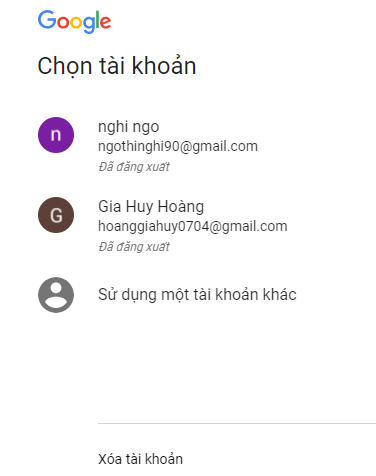 Google
Chọn tài khoản
n
nghi ngo
ngothinghi90@gmail.com
Đã đăng xuất
G
Gia Huy Hoàng
hoanggiahuy0704@gmail.com
Đã đăng xuất
Sử dụng một tài khoản khác
Xóa tài khoản